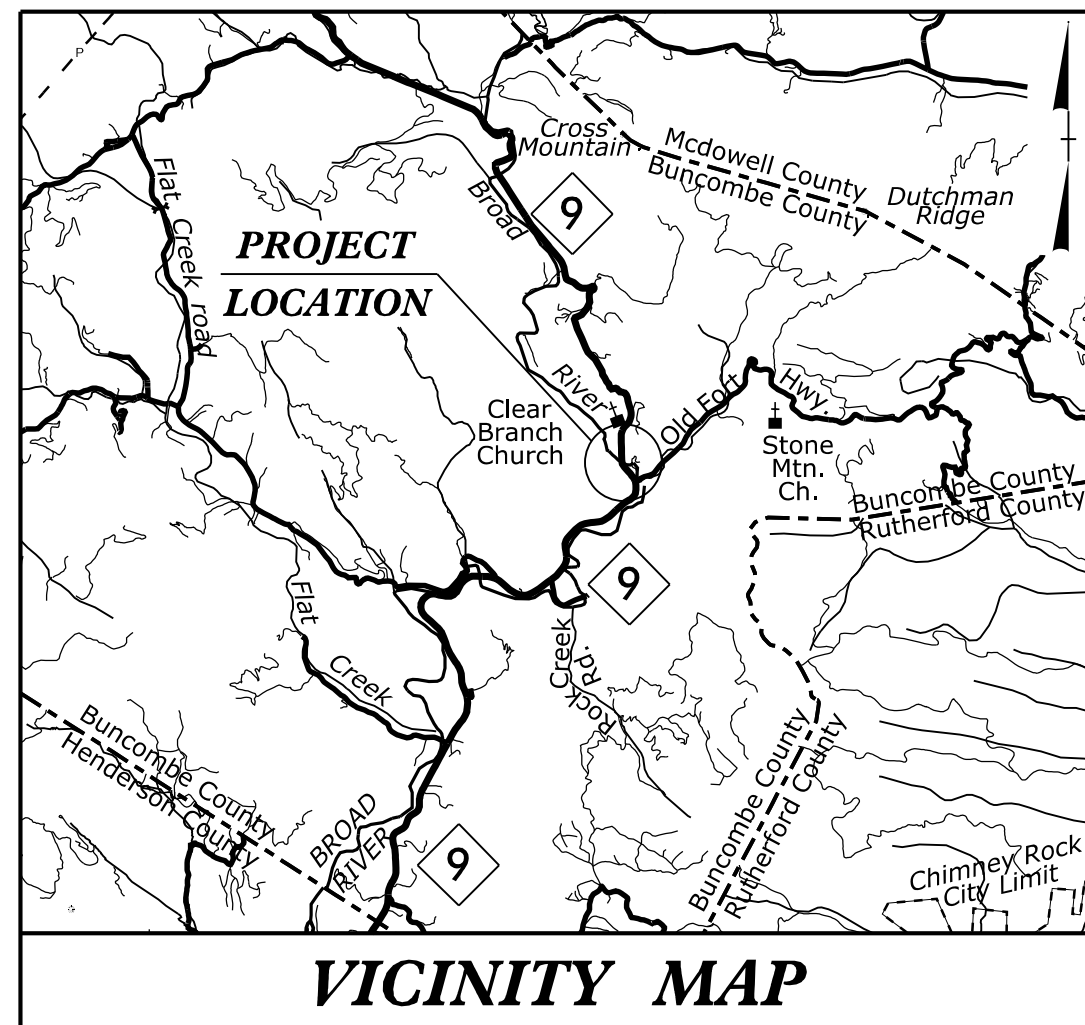 P
Cross
Mountain
Mcdowell County
Buncombe County
Dutchman
Ridge
Flat Creek road
Broad
9
PROJECT
LOCATION
River
Clear
Branch
Church
Old Fort
Hwy.
Stone
Mtn.
Ch.
Buncombe County
Rutherford County
9
Flat
Creek
Rock Creek
Rd.
Buncombe County
Henderson County
BROAD
RIVER
9
Buncombe County
Rutherford County
Chimney Rock
City Limit
VICINITY MAP